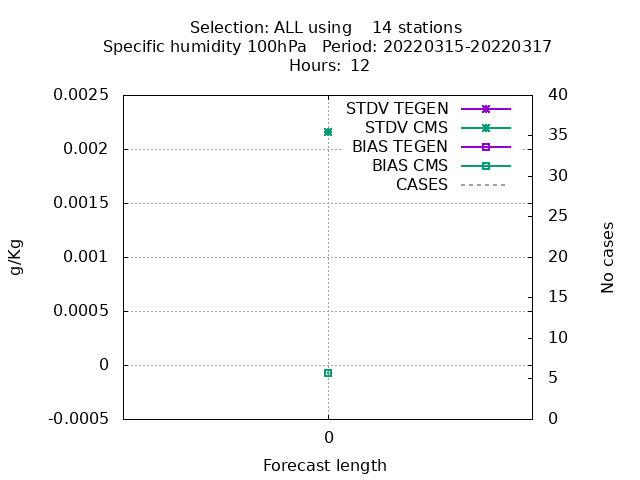 Selection: ALL using    14 stations
Specific humidity 100hPa   Period: 20220315-20220317
Hours: 12
0.0025
0.002
0.0015
0.001
0.0005
0
-0.0005
g/Kg
STDV TEGEN
STDV CMS
BIAS TEGEN
BIAS CMS
CASES
40
35
30
25
20
15
10
5
0
No cases
0
Forecast length